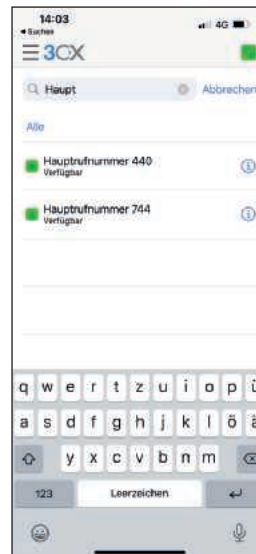 14:03
4G
Suchen
3CX
Haupt
Abbrechen
Alle
Hauptrufnummer 440
Verfügbar
Hauptrufnummer 744
Verfügbar
q w e r t z u i o p ü
a s d f g h j k l ö ä
y x c v b n m
123 Leerzeichen